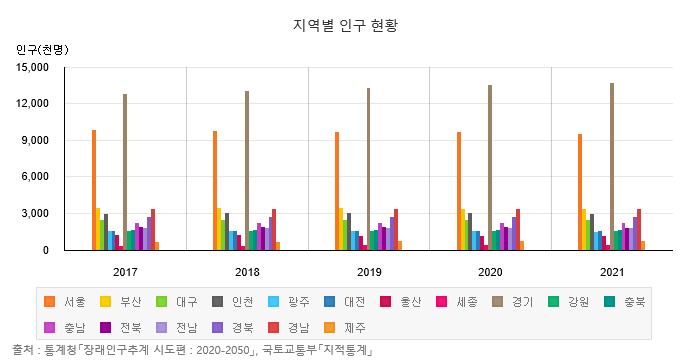 지역별 인구 현황
인구(천명)
15,000
12,000
9,000
6,000
3,000
0
2017 2018 2019 2020 2021
서울 부산 대구 인천 광주 대전 울산 세종 경기 강원 충북
충남 전북 전남 경북 경남 제주
출처 : 통계청「장래인구추계 시도편 : 2020-2050」, 국토교통부「지적통계」